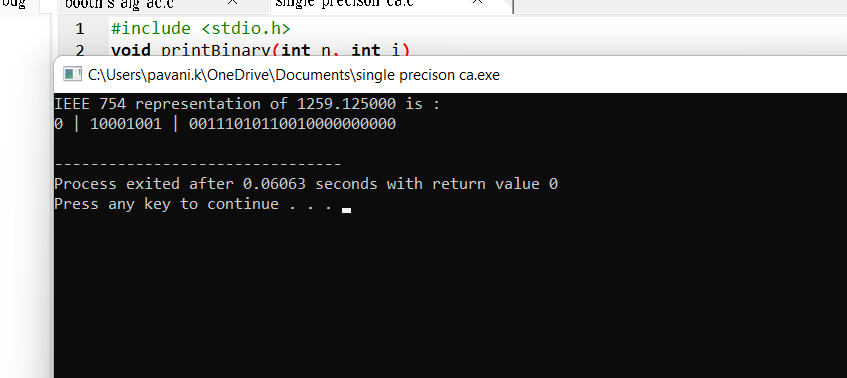 bug booth's alg ac.c single precison ca.c
1 #include <stdio.h>
2 void printBinary(int n, int i)
C:\Users\pavani.k\OneDrive\Documents\single precison ca.exe
IEEE 754 representation of 1259.125000 is :
0 | 10001001 | 00111010110010000000000
--------------------------------
Process exited after 0.06063 seconds with return value 0
Press any key to continue . . .